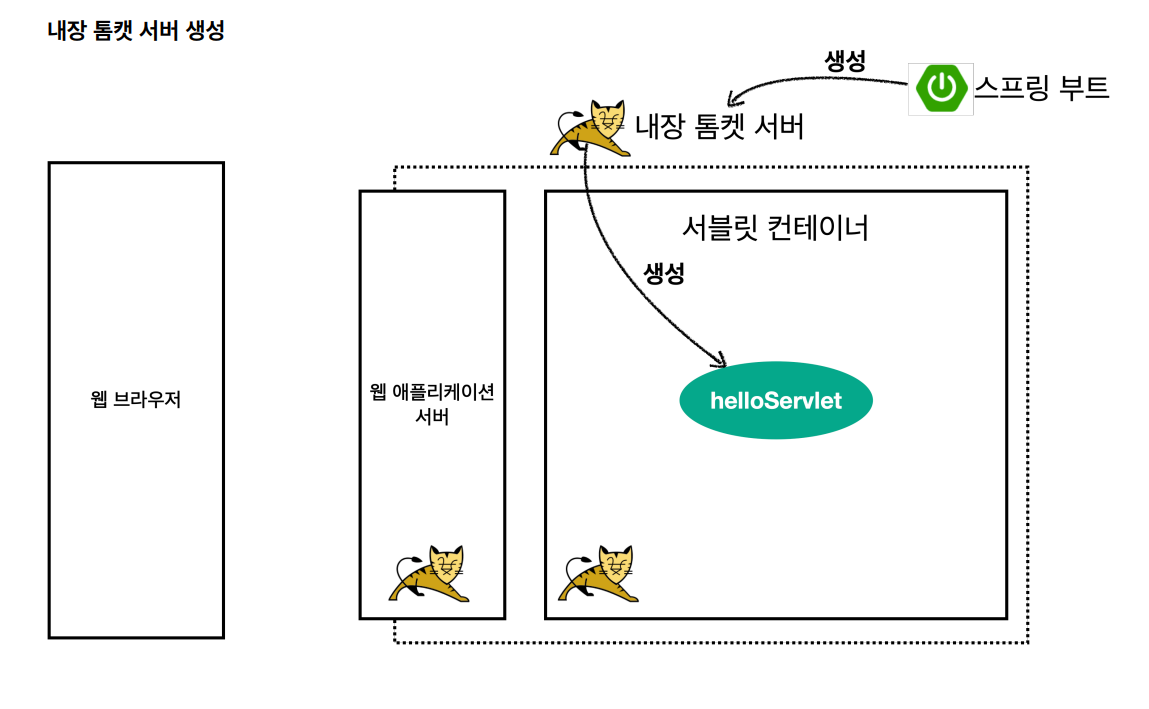 내장 톰캣 서버 생성
생성
스프링 부트
내장 톰켓 서버
서블릿 컨테이너
생성
웹 브라우저
웹 애플리케이션
서버
helloServlet